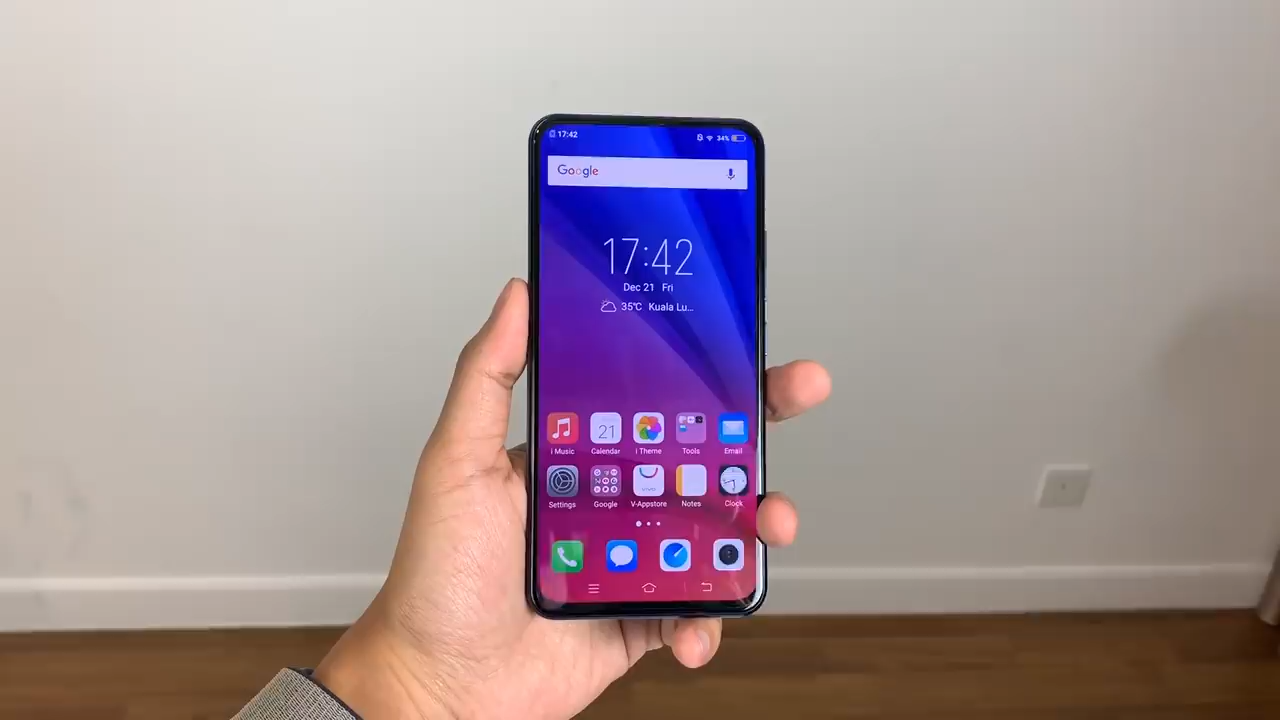 17:42 34%
Google
17:42
Dec 21 Fri
35℃ Kuala Lu...
21
i Music Calendar i Theme Tools Email
Settings Google V-Appstore Notes Clock